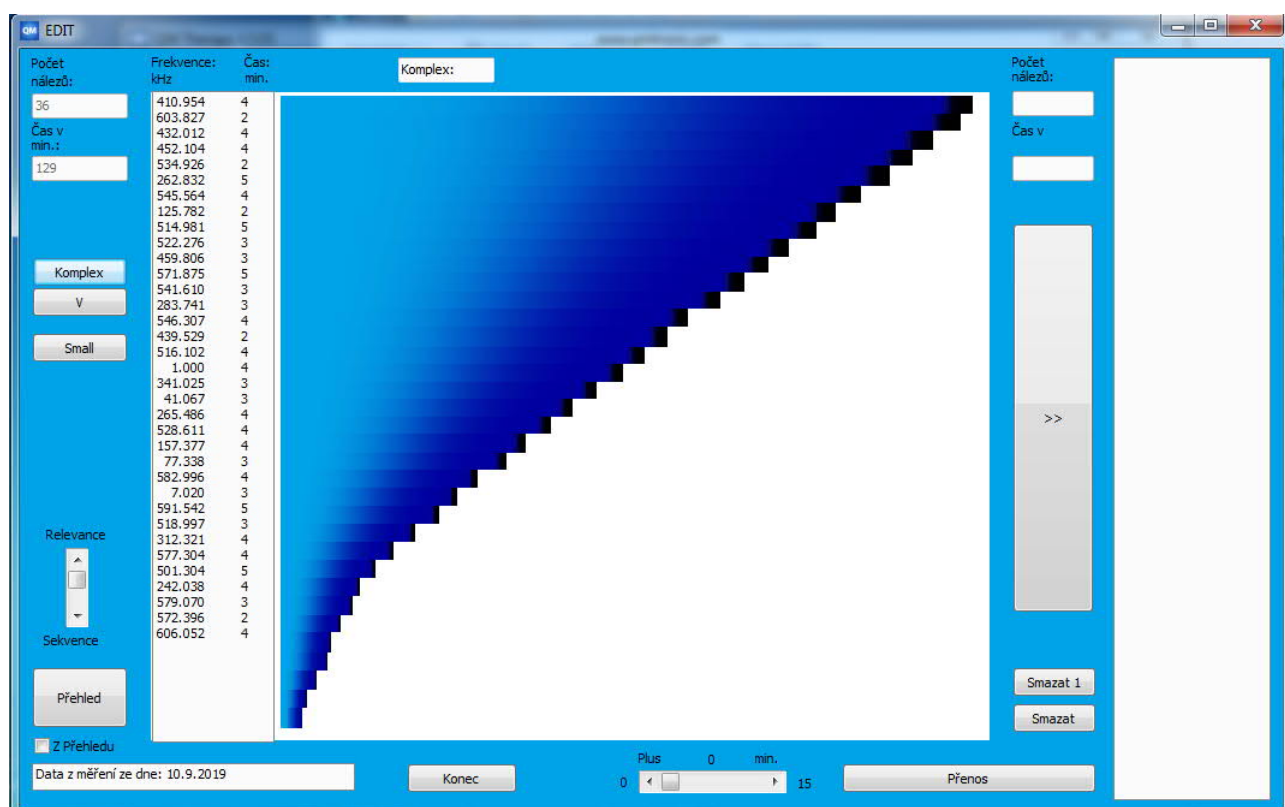 QM EDIT
Počet nálezů:
36
Čas v min.:
129
Komplex
V
Small
Relevance
Sekvence
Přehled
Z Přehledu
Data z měření ze dne: 10.9.2019
Frekvence: kHz Čas: min.
410.954 4
603.827 2
432.012 4
452.104 4
534.926 2
262.832 5
545.564 4
125.782 2
514.981 5
522.276 3
459.806 3
571.875 5
541.610 3
283.741 3
546.307 4
439.529 2
516.102 4
1.000 4
341.025 3
41.067 3
265.486 4
528.611 4
157.377 4
77.338 3
582.996 4
7.020 3
591.542 5
518.997 3
312.321 4
577.304 4
501.304 5
242.038 4
579.070 3
572.396 2
606.052 4
Komplex:
Konec
Plus 0 min.
0 15
Počet nálezů:
Čas v
>>
Smazat 1
Smazat
Přenos